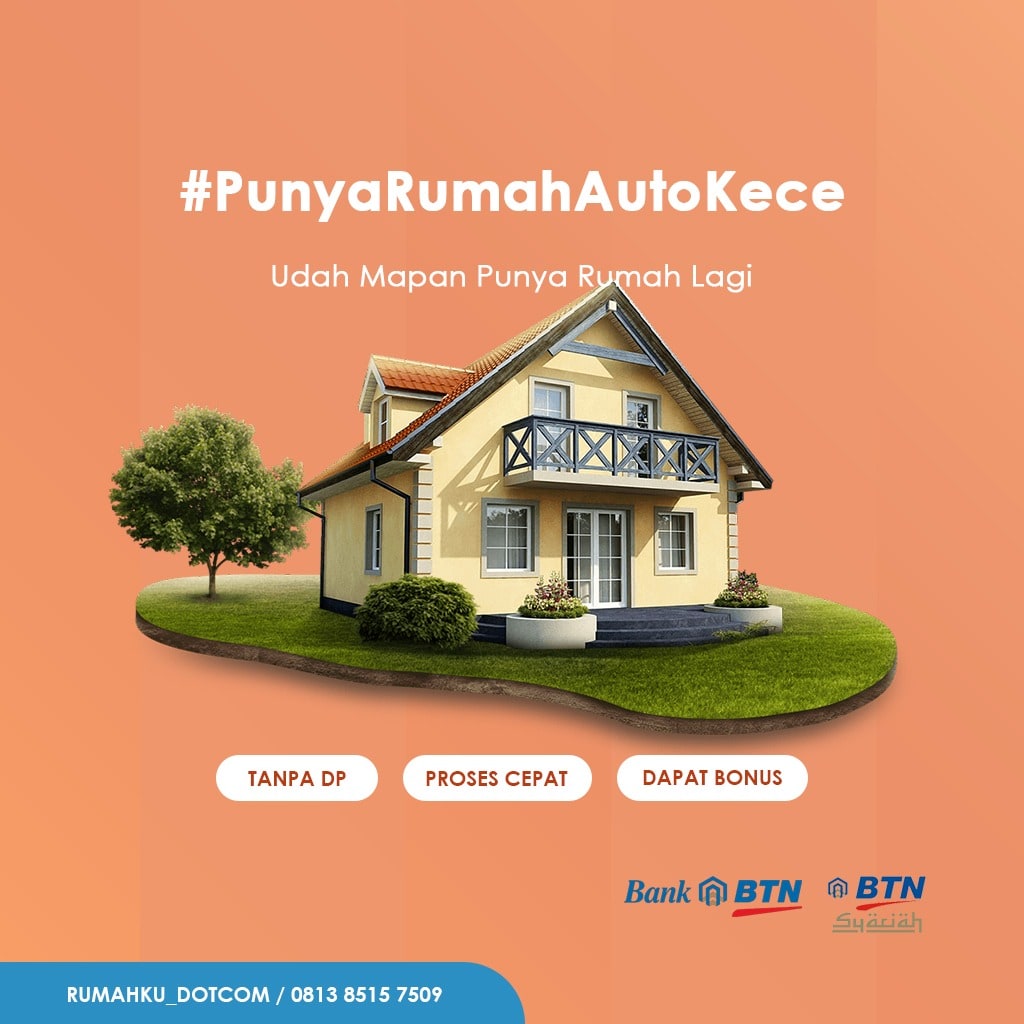 #PunyaRumahAutoKece
Udah Mapan Punya Rumah Lagi
TANPA DP
PROSES CEPAT
DAPAT BONUS
Bank BTN
BTN
Syariah
RUMAHKU_DOTCOM / 0813 8515 7509